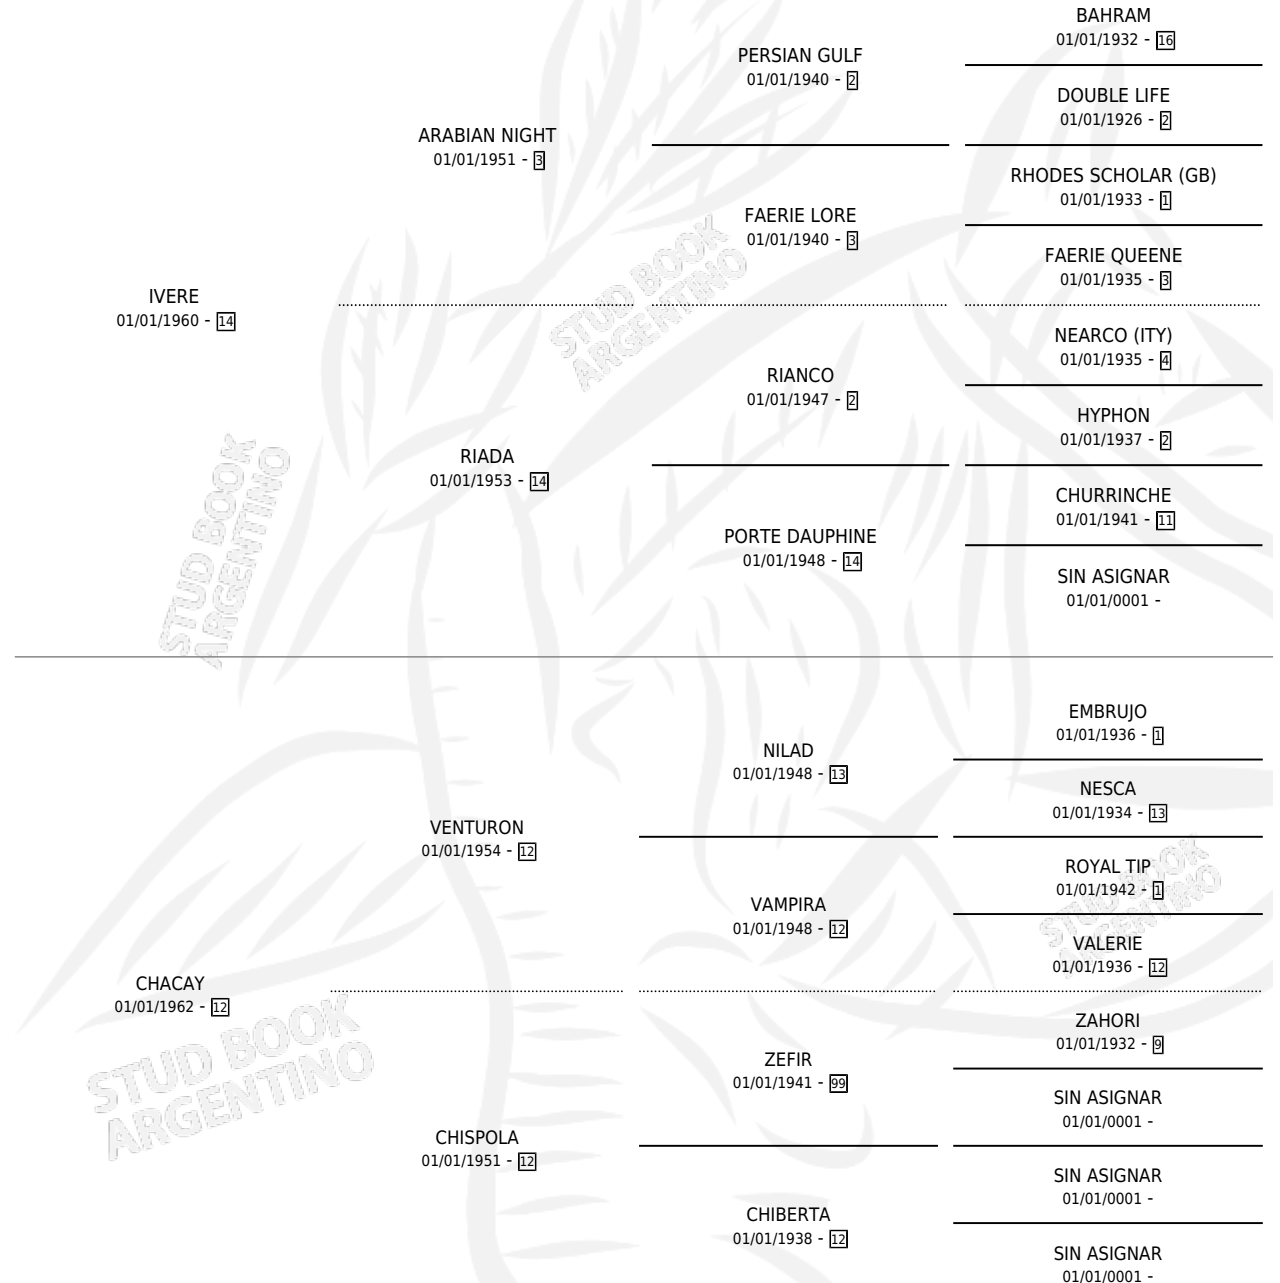 BAHRAM
01/01/1932 - 16
PERSIAN GULF
01/01/1940 - 2
DOUBLE LIFE
01/01/1926 - 2
ARABIAN NIGHT
01/01/1951 - 3
RHODES SCHOLAR (GB)
01/01/1933 - 1
FAERIE LORE
01/01/1940 - 3
FAERIE QUEENE
01/01/1935 - 3
IVERE
01/01/1960 - 14
NEARCO (ITY)
01/01/1935 - 4
RIANCO
01/01/1947 - 2
HYPHON
01/01/1937 - 2
RIADA
01/01/1953 - 14
CHURRINCHE
01/01/1941 - 11
PORTE DAUPHINE
01/01/1948 - 14
SIN ASIGNAR
01/01/0001 -
EMBRUJO
01/01/1936 - 1
NILAD
01/01/1948 - 13
NESCA
01/01/1934 - 13
VENTURON
01/01/1954 - 12
ROYAL TIP
01/01/1942 - 1
VAMPIRA
01/01/1948 - 12
VALERIE
01/01/1936 - 12
CHACAY
01/01/1962 - 12
ZAHORI
01/01/1932 - 9
ZEFIR
01/01/1941 - 99
SIN ASIGNAR
01/01/0001 -
CHISPOLA
01/01/1951 - 12
SIN ASIGNAR
01/01/0001 -
CHIBERTA
01/01/1938 - 12
SIN ASIGNAR
01/01/0001 -
STUD BOOK
ARGENTINO
STUD BOOK
ARGENTINO
STUD BOOK
ARGENTINO
STUD BOOK
ARGENTINO